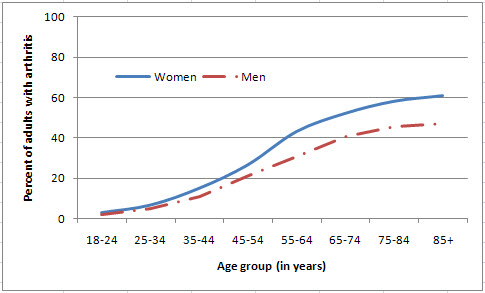 100
80
60
40
20
0
Percent of adults with arthritis
Women Men
18-24 25-34 35-44 45-54 55-64 65-74 75-84 85+
Age group (in years)